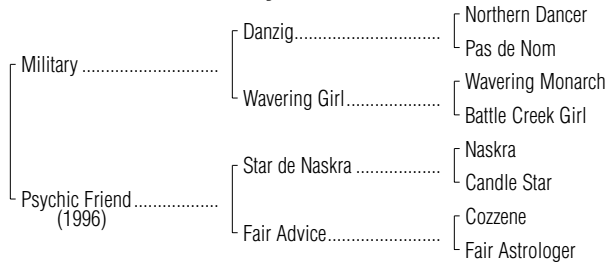 Northern Dancer
Danzig..................................
Pas de Nom
Military ...............................
Wavering Monarch
Wavering Girl......................
Battle Creek Girl
Naskra
Star de Naskra ...................
Candle Star
Psychic Friend...................
(1996)
Cozzene
Fair Advice..........................
Fair Astrologer